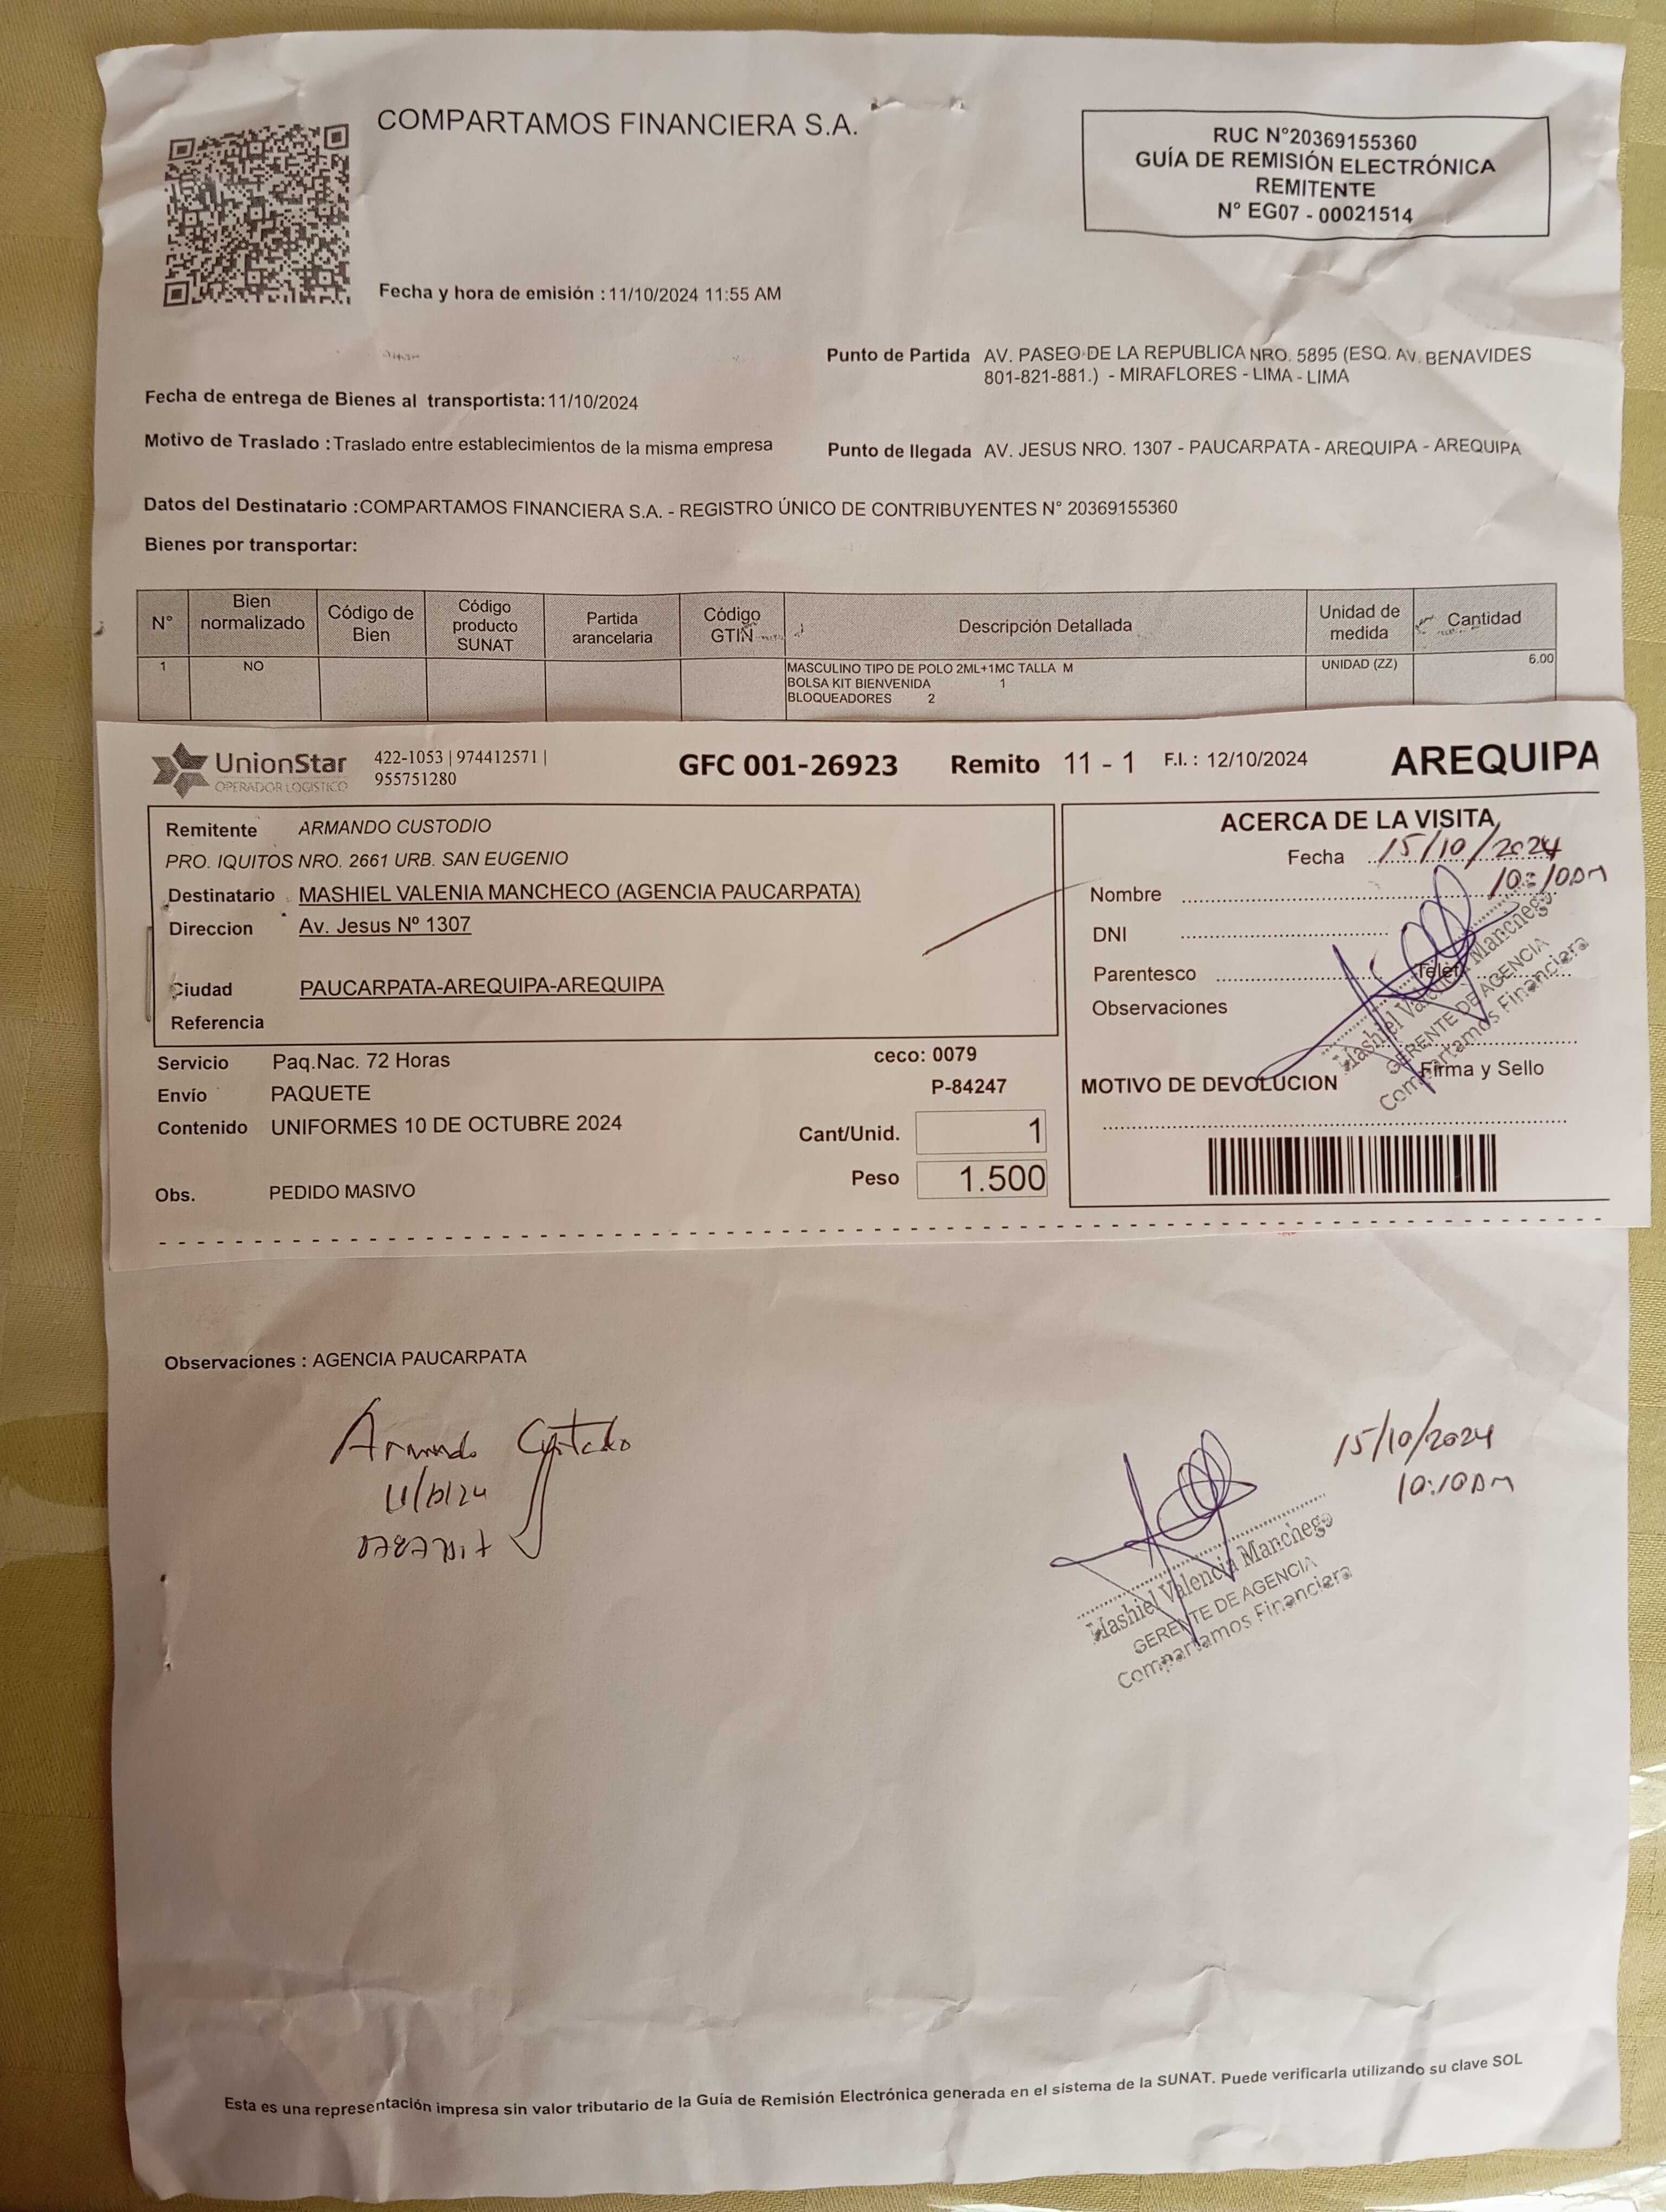 COMPARTAMOS FINANCIERA S.A.
RUC N°20369155360
GUÍA DE REMISIÓN ELECTRÓNICA
REMITENTE
N° EG07 - 00021514
Fecha y hora de emisión : 11/10/2024 11:55 AM
Punto de Partida AV. PASEO DE LA REPUBLICA NRO. 5895 (ESQ. AV. BENAVIDES
801-821-881.) - MIRAFLORES - LIMA - LIMA
Fecha de entrega de Bienes al transportista: 11/10/2024
Motivo de Traslado : Traslado entre establecimientos de la misma empresa
Punto de llegada AV. JESUS NRO. 1307 - PAUCARPATA - AREQUIPA - AREQUIPA
Datos del Destinatario : COMPARTAMOS FINANCIERA S.A. - REGISTRO ÚNICO DE CONTRIBUYENTES N° 20369155360
Bienes por transportar:
N° Bien normalizado Código de Bien Código producto SUNAT Partida arancelaria Código GTIN Descripción Detallada Unidad de medida Cantidad
1 NO MASCULINO TIPO DE POLO 2ML+1MC TALLA M UNIDAD (ZZ) 6.00
BOLSA KIT BIENVENIDA 1
BLOQUEADORES 2
UnionStar
OPERADOR LOGISTICO
422-1053 | 974412571 |
955751280
GFC 001-26923 Remito 11 - 1 F.I. : 12/10/2024 AREQUIPA
Remitente ARMANDO CUSTODIO
PRO. IQUITOS NRO. 2661 URB. SAN EUGENIO
Destinatario MASHIEL VALENIA MANCHECO (AGENCIA PAUCARPATA)
Direccion Av. Jesus Nº 1307
Ciudad PAUCARPATA-AREQUIPA-AREQUIPA
Referencia
Servicio Paq.Nac. 72 Horas ceco: 0079
Envío PAQUETE P-84247
Contenido UNIFORMES 10 DE OCTUBRE 2024
Cant/Unid. 1
Peso 1.500
Obs. PEDIDO MASIVO
ACERCA DE LA VISITA
Fecha 15/10/2024
10:10am
Nombre
DNI
Parentesco Telef
Observaciones
Mashiel Valencia Manchego
GERENTE DE AGENCIA
Compartamos Financiera
Firma y Sello
MOTIVO DE DEVOLUCION
Observaciones : AGENCIA PAUCARPATA
Armando Custodio
15/10/2024
10:10am
Mashiel Valencia Manchego
GERENTE DE AGENCIA
Compartamos Financiera
Esta es una representación impresa sin valor tributario de la Guía de Remisión Electrónica generada en el sistema de la SUNAT. Puede verificarla utilizando su clave SOL